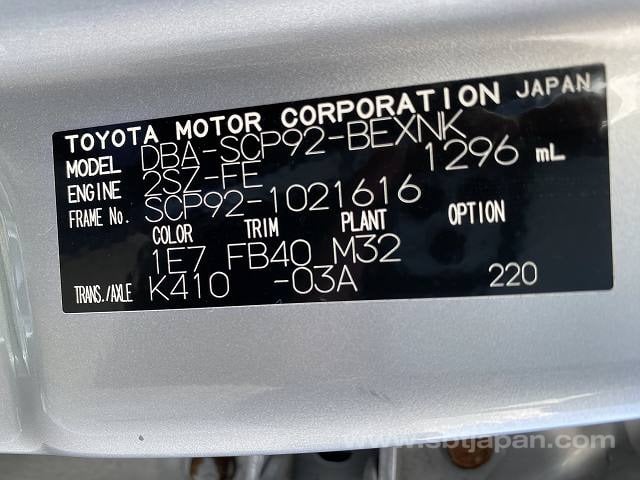 TOYOTA MOTOR CORPORATION JAPAN
MODEL DBA-SCP92-BEXNK
ENGINE 2SZ-FE 1296 mL
FRAME No. SCP92-1021616
COLOR TRIM PLANT OPTION
1E7 FB40 M32
TRANS./AXLE K410 -03A 220
www.sbtjapan.com